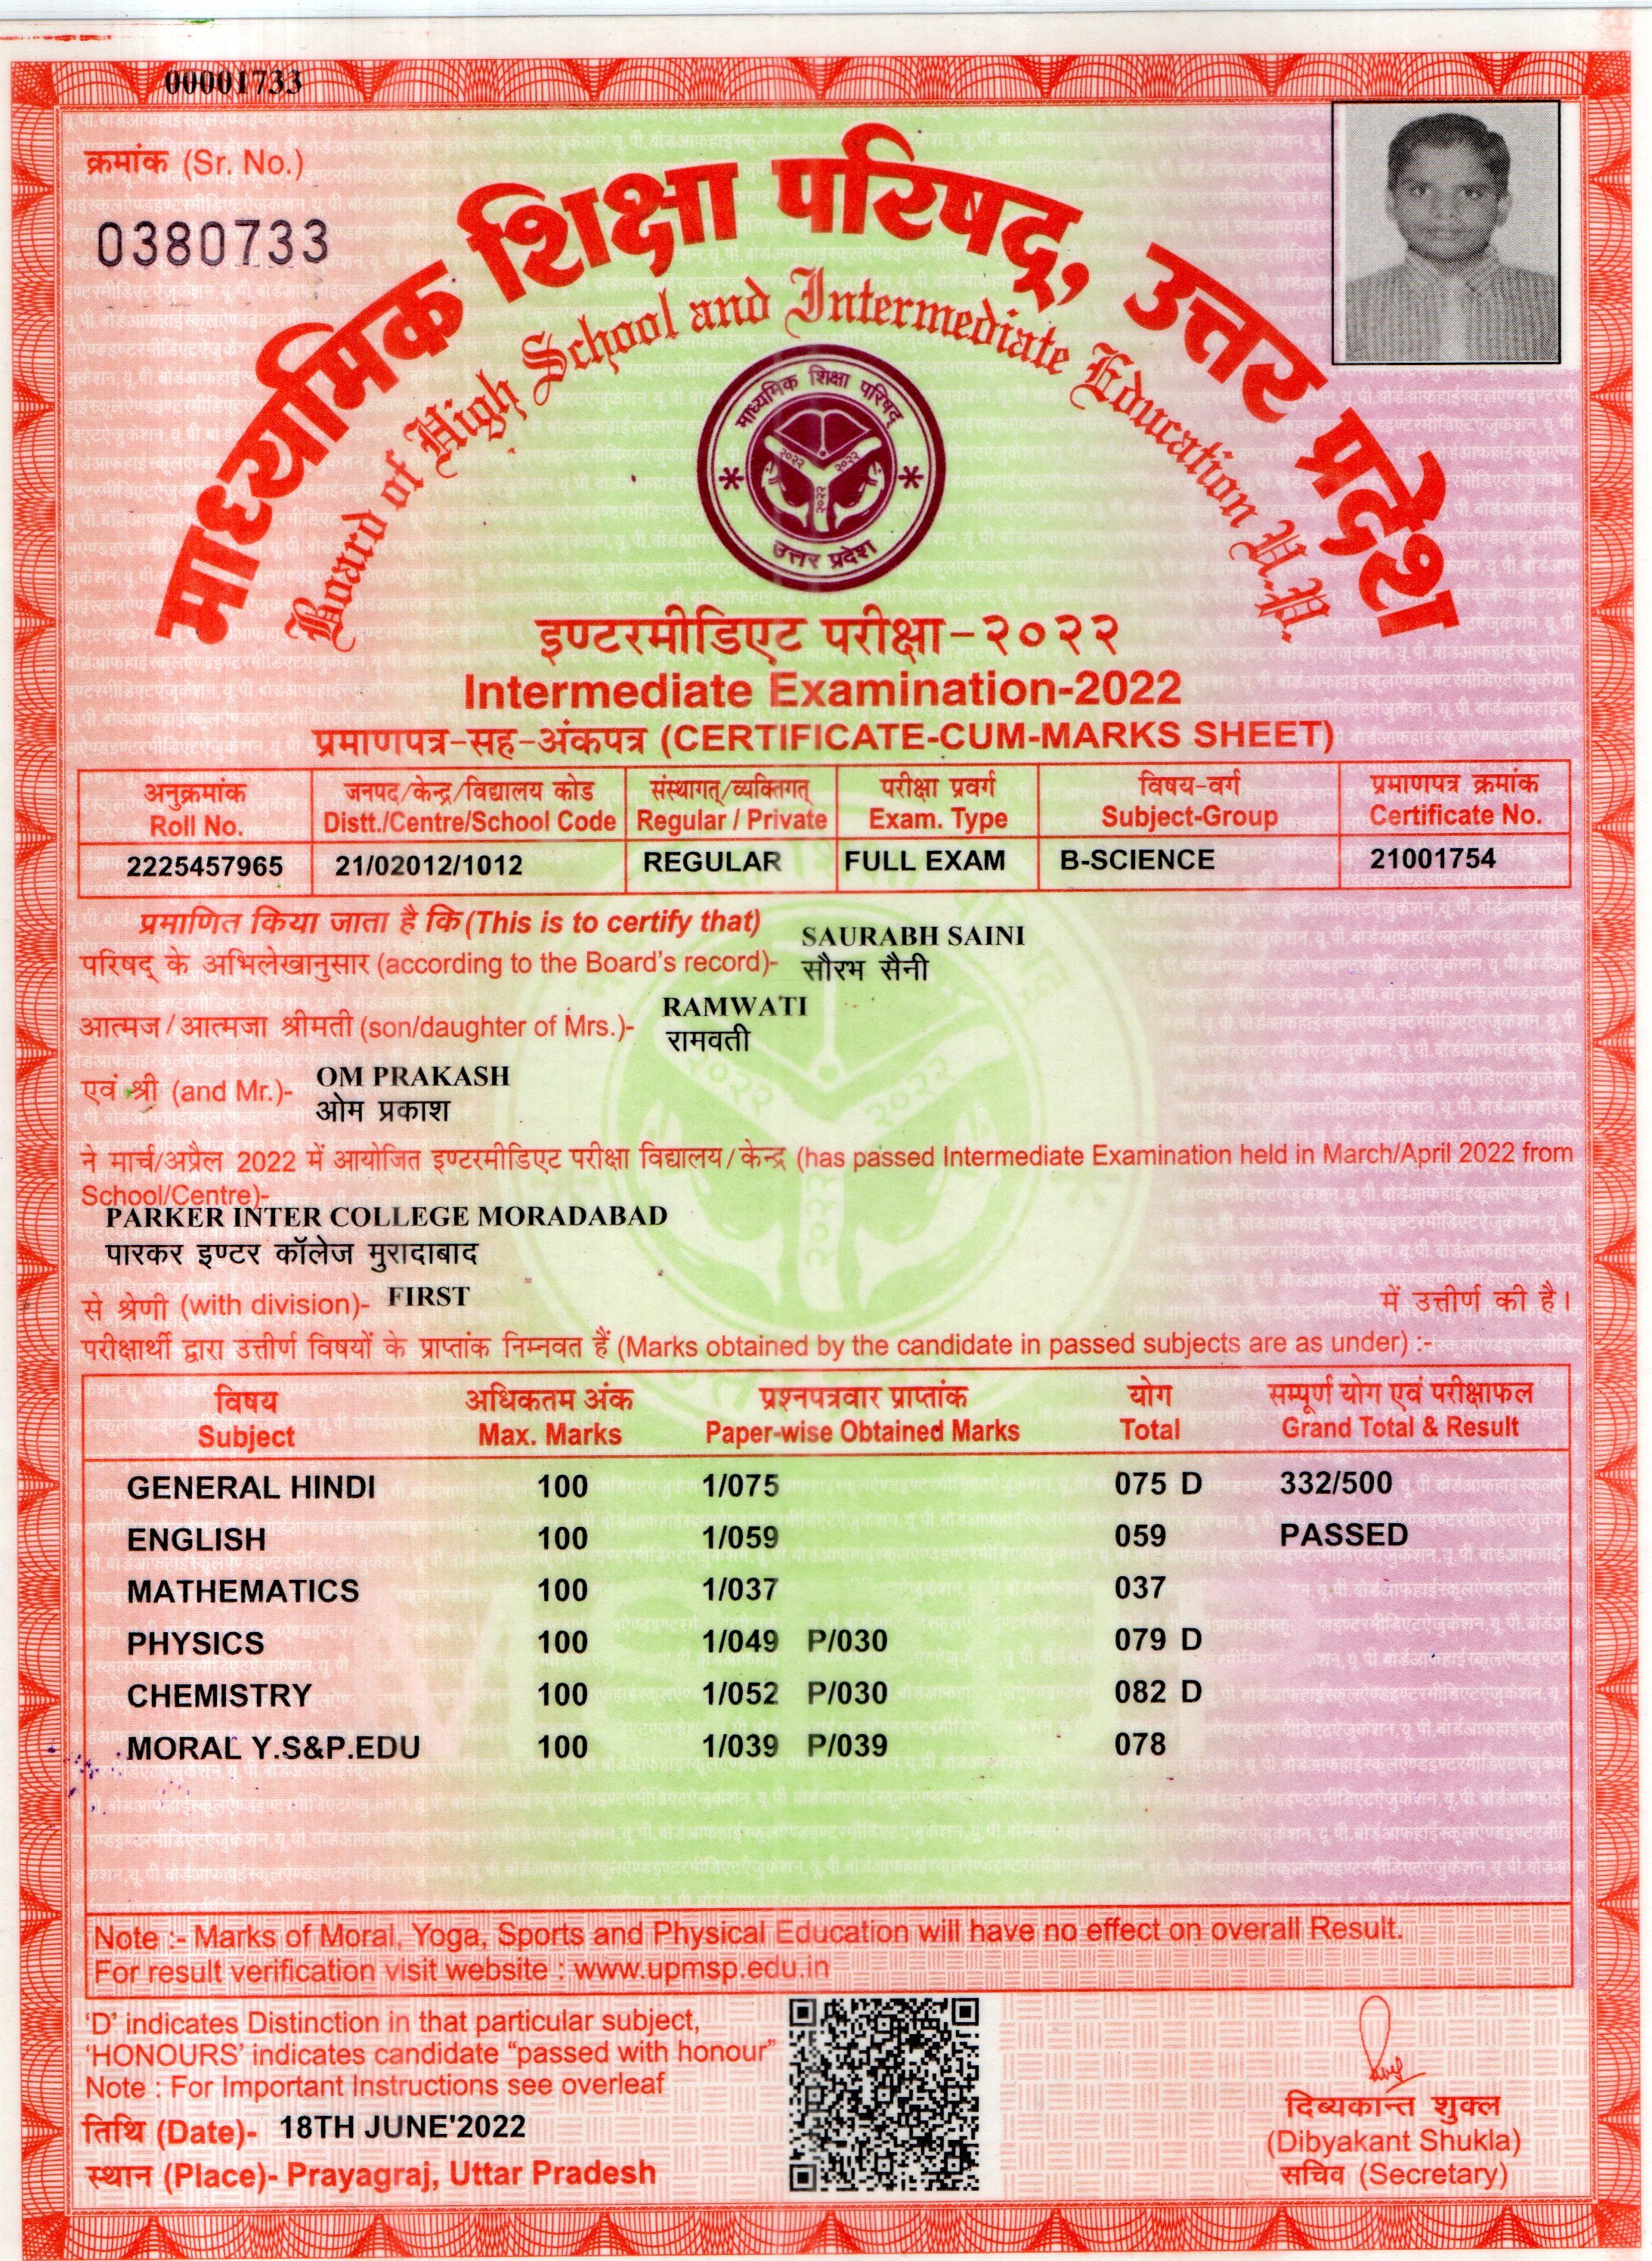 00001733
क्रमांक (Sr. No.)
0380733
माध्यमिक शिक्षा परिषद्, उत्तर प्रदेश
Board of High School and Intermediate Education U.P.
माध्यमिक शिक्षा परिषद्
२०२२ २०२२
२०२२
उत्तर प्रदेश
इण्टरमीडिएट परीक्षा-२०२२
Intermediate Examination-2022
प्रमाणपत्र-सह-अंकपत्र (CERTIFICATE-CUM-MARKS SHEET)
अनुक्रमांक जनपद/केन्द्र/विद्यालय कोड संस्थागत्/व्यक्तिगत् परीक्षा प्रवर्ग विषय-वर्ग प्रमाणपत्र क्रमांक
Roll No. Distt./Centre/School Code Regular / Private Exam. Type Subject-Group Certificate No.
2225457965 21/02012/1012 REGULAR FULL EXAM B-SCIENCE 21001754
प्रमाणित किया जाता है कि (This is to certify that) SAURABH SAINI
परिषद् के अभिलेखानुसार (according to the Board's record)- सौरभ सैनी
RAMWATI
आत्मज/आत्मजा श्रीमती (son/daughter of Mrs.)- रामवती
OM PRAKASH
एवं श्री (and Mr.)- ओम प्रकाश
ने मार्च/अप्रैल 2022 में आयोजित इण्टरमीडिएट परीक्षा विद्यालय/केन्द्र (has passed Intermediate Examination held in March/April 2022 from
School/Centre)-
PARKER INTER COLLEGE MORADABAD
पारकर इण्टर कॉलेज मुरादाबाद
से श्रेणी (with division)- FIRST में उत्तीर्ण की है।
परीक्षार्थी द्वारा उत्तीर्ण विषयों के प्राप्तांक निम्नवत हैं (Marks obtained by the candidate in passed subjects are as under) :-
विषय अधिकतम अंक प्रश्नपत्रवार प्राप्तांक योग सम्पूर्ण योग एवं परीक्षाफल
Subject Max. Marks Paper-wise Obtained Marks Total Grand Total & Result
GENERAL HINDI 100 1/075 075 D 332/500
ENGLISH 100 1/059 059 PASSED
MATHEMATICS 100 1/037 037
PHYSICS 100 1/049 P/030 079 D
CHEMISTRY 100 1/052 P/030 082 D
MORAL Y.S&P.EDU 100 1/039 P/039 078
Note :- Marks of Moral, Yoga, Sports and Physical Education will have no effect on overall Result.
For result verification visit website : www.upmsp.edu.in
'D' indicates Distinction in that particular subject,
'HONOURS' indicates candidate "passed with honour"
Note : For Important Instructions see overleaf
तिथि (Date)- 18TH JUNE'2022
स्थान (Place)- Prayagraj, Uttar Pradesh
दिब्यकान्त शुक्ल
(Dibyakant Shukla)
सचिव (Secretary)